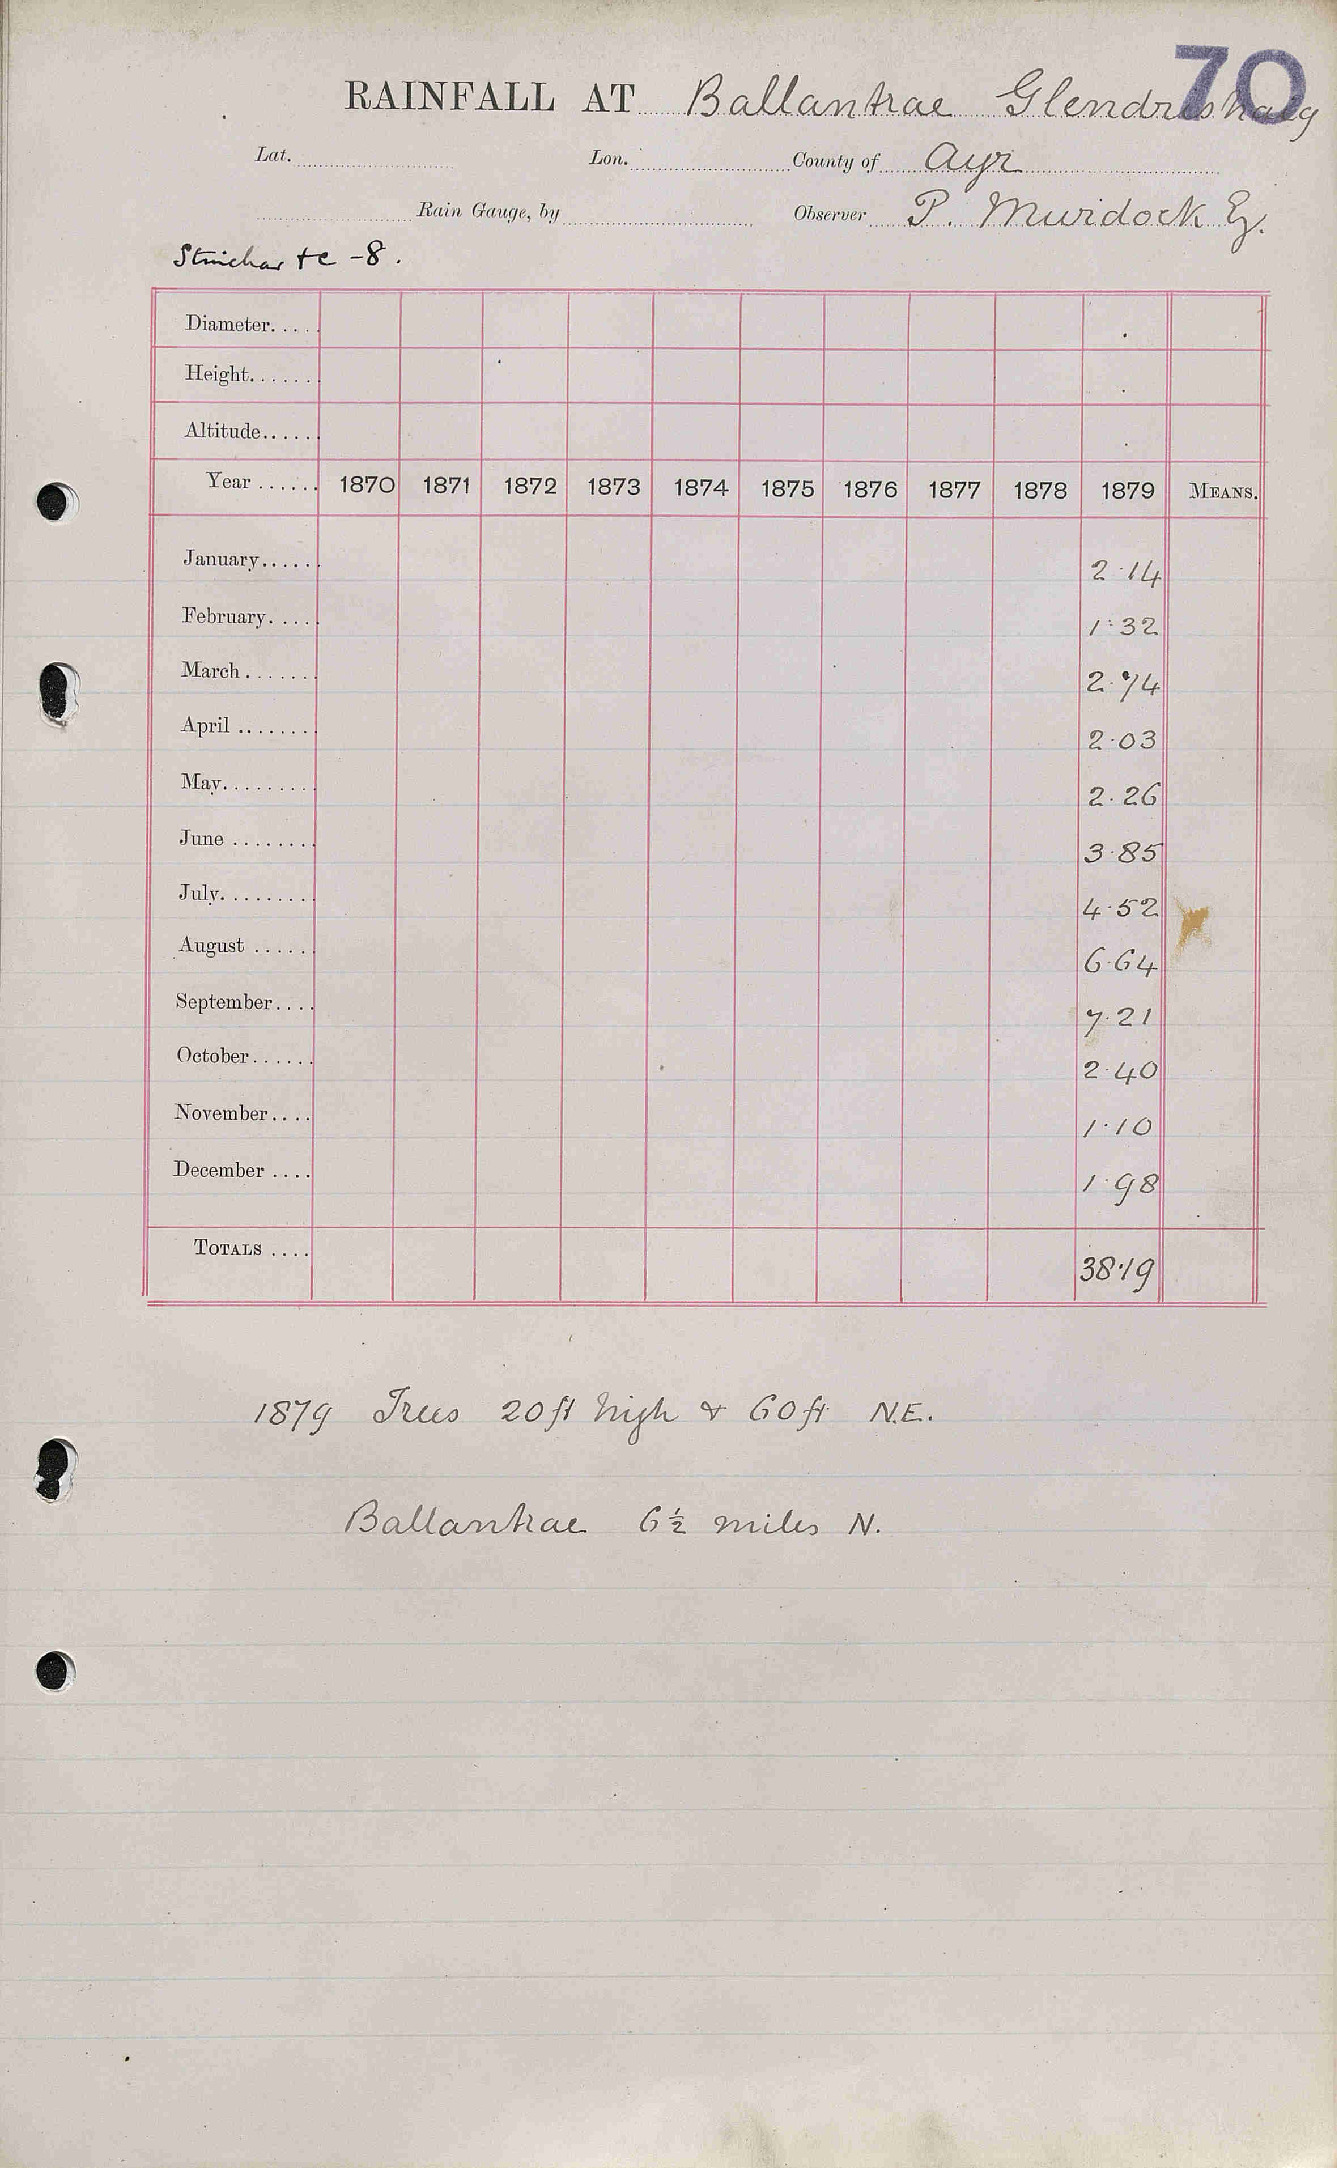 70
RAINFALL AT Ballantrae Glendrishaig
Lat. Lon. County of Ayr
Rain Gauge, by Observer P. Murdock Esq.
Stinchar &c -8.
Diameter.....
Height.......
Altitude......
Year ...... 1870 1871 1872 1873 1874 1875 1876 1877 1878 1879 MEANS.
January...... 2.14
February..... 1.32
March....... 2.74
April ........ 2.03
May......... 2.26
June ........ 3.85
July......... 4.52
August ...... 6.64
September.... 7.21
October...... 2.40
November.... 1.10
December .... 1.98
TOTALS .... 38.19
1879 Trees 20ft high & 60ft N.E.
Ballantrae 6½ miles N.